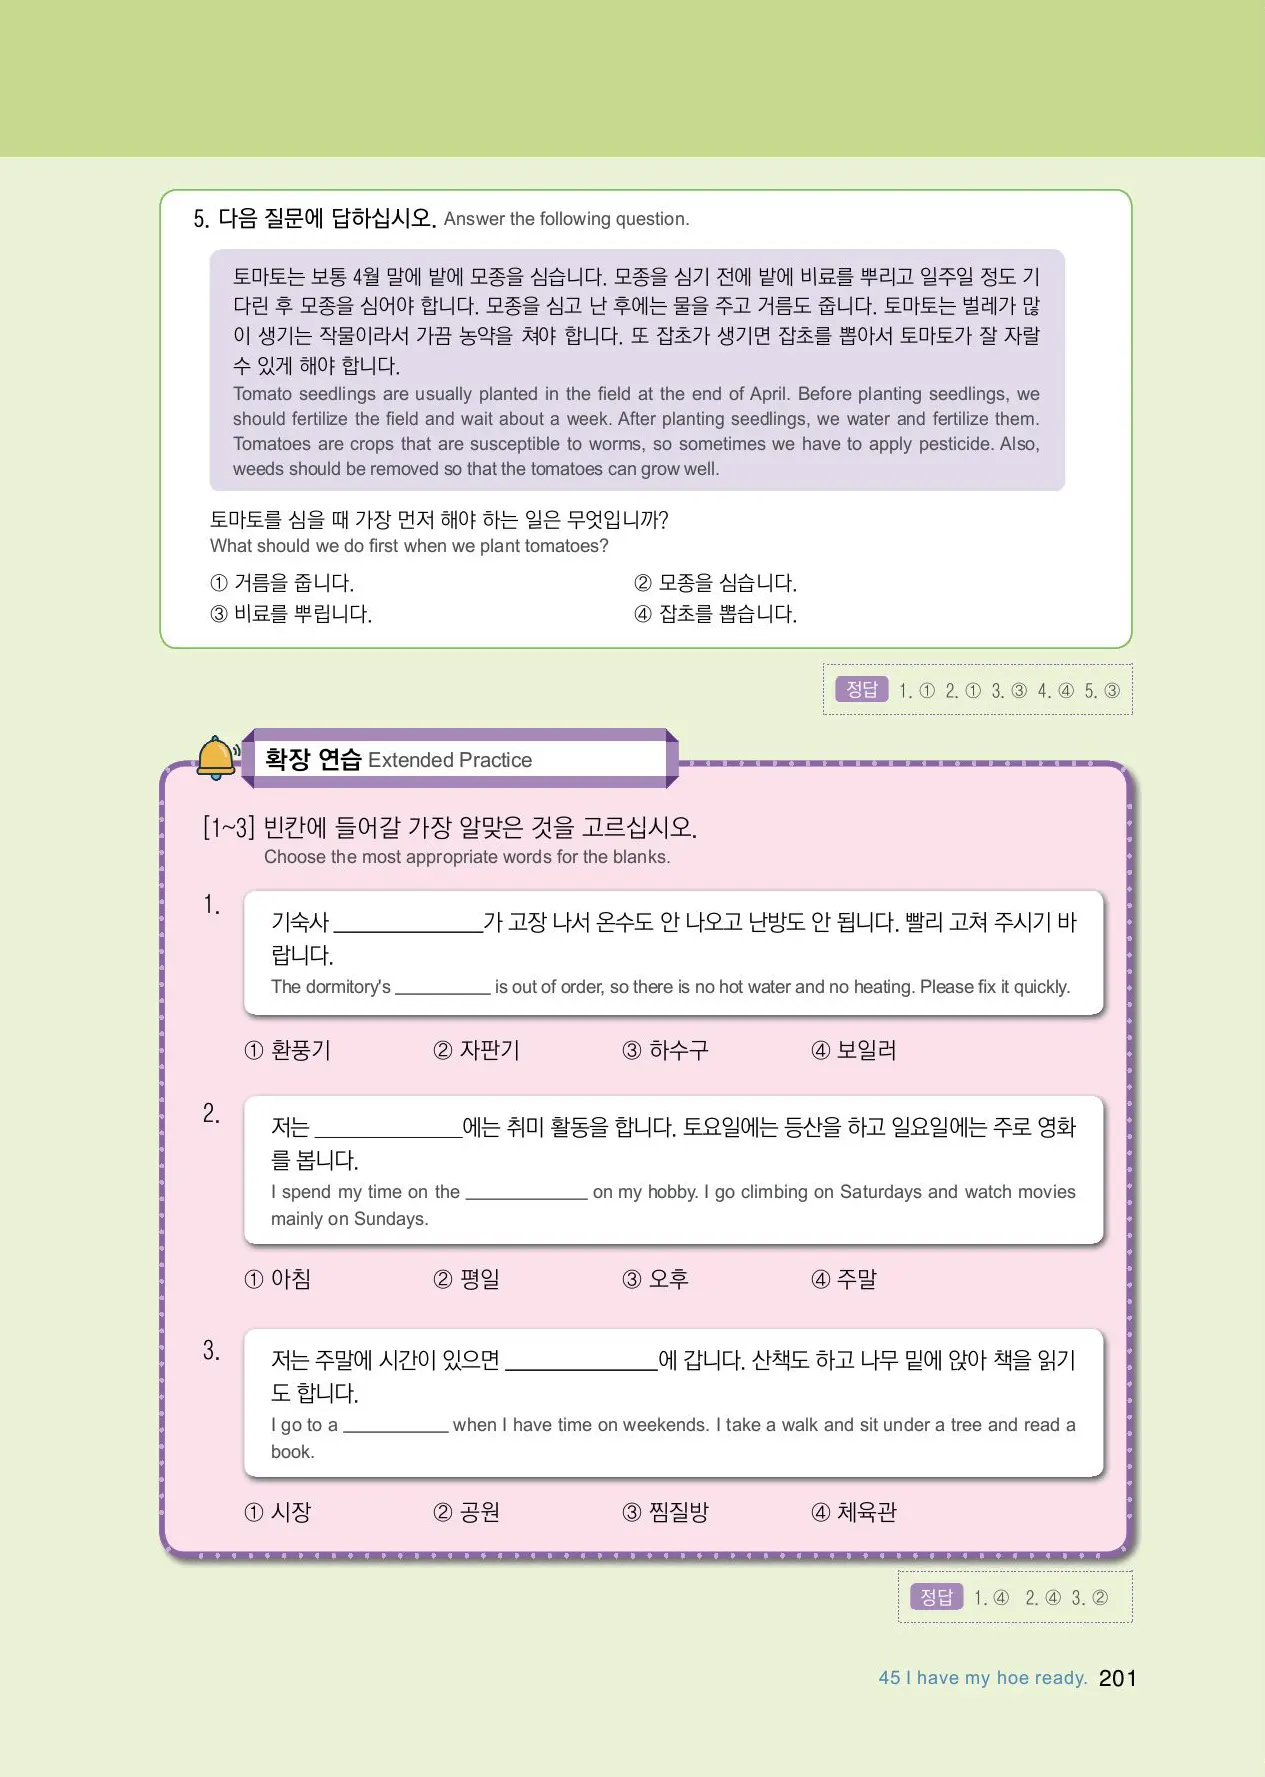 5. 다음 질문에 답하십시오. Answer the following question.
토마토는 보통 4월 말에 밭에 모종을 심습니다. 모종을 심기 전에 밭에 비료를 뿌리고 일주일 정도 기
다린 후 모종을 심어야 합니다. 모종을 심고 난 후에는 물을 주고 거름도 줍니다. 토마토는 벌레가 많
이 생기는 작물이라서 가끔 농약을 쳐야 합니다. 또 잡초가 생기면 잡초를 뽑아서 토마토가 잘 자랄
수 있게 해야 합니다.
Tomato seedlings are usually planted in the field at the end of April. Before planting seedlings, we
should fertilize the field and wait about a week. After planting seedlings, we water and fertilize them.
Tomatoes are crops that are susceptible to worms, so sometimes we have to apply pesticide. Also,
weeds should be removed so that the tomatoes can grow well.
토마토를 심을 때 가장 먼저 해야 하는 일은 무엇입니까?
What should we do first when we plant tomatoes?
① 거름을 줍니다. ② 모종을 심습니다.
③ 비료를 뿌립니다. ④ 잡초를 뽑습니다.
정답 1. ① 2. ① 3. ③ 4. ④ 5. ③
확장 연습 Extended Practice
[1~3] 빈칸에 들어갈 가장 알맞은 것을 고르십시오.
Choose the most appropriate words for the blanks.
1. 기숙사 ______________가 고장 나서 온수도 안 나오고 난방도 안 됩니다. 빨리 고쳐 주시기 바
랍니다.
The dormitory's __________ is out of order, so there is no hot water and no heating. Please fix it quickly.
① 환풍기 ② 자판기 ③ 하수구 ④ 보일러
2. 저는 ______________에는 취미 활동을 합니다. 토요일에는 등산을 하고 일요일에는 주로 영화
를 봅니다.
I spend my time on the ____________ on my hobby. I go climbing on Saturdays and watch movies
mainly on Sundays.
① 아침 ② 평일 ③ 오후 ④ 주말
3. 저는 주말에 시간이 있으면 ______________에 갑니다. 산책도 하고 나무 밑에 앉아 책을 읽기
도 합니다.
I go to a ___________ when I have time on weekends. I take a walk and sit under a tree and read a
book.
① 시장 ② 공원 ③ 찜질방 ④ 체육관
정답 1. ④ 2. ④ 3. ②
45 I have my hoe ready. 201